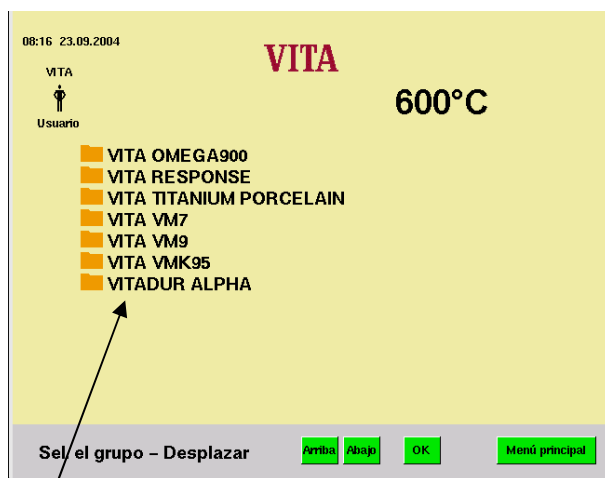 08:16 23.09.2004
VITA
VITA
600°C
Usuario
VITA OMEGA900
VITA RESPONSE
VITA TITANIUM PORCELAIN
VITA VM7
VITA VM9
VITA VMK95
VITADUR ALPHA
Sel. el grupo – Desplazar
Arriba Abajo OK Menú principal